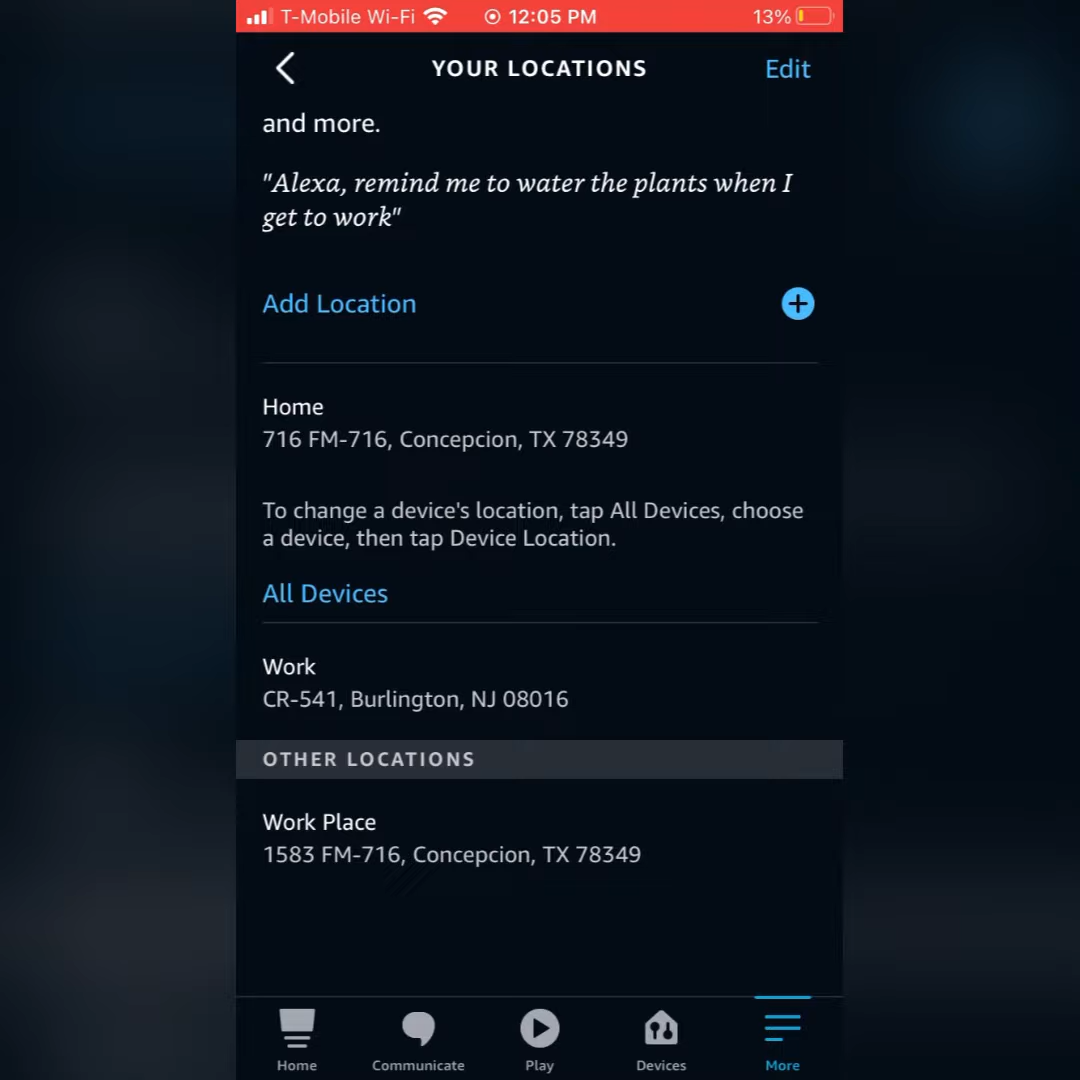 T-Mobile Wi-Fi 12:05 PM 13%
YOUR LOCATIONS Edit
and more.
"Alexa, remind me to water the plants when I
get to work"
Add Location
Home
716 FM-716, Concepcion, TX 78349
To change a device's location, tap All Devices, choose
a device, then tap Device Location.
All Devices
Work
CR-541, Burlington, NJ 08016
OTHER LOCATIONS
Work Place
1583 FM-716, Concepcion, TX 78349
Home Communicate Play Devices More